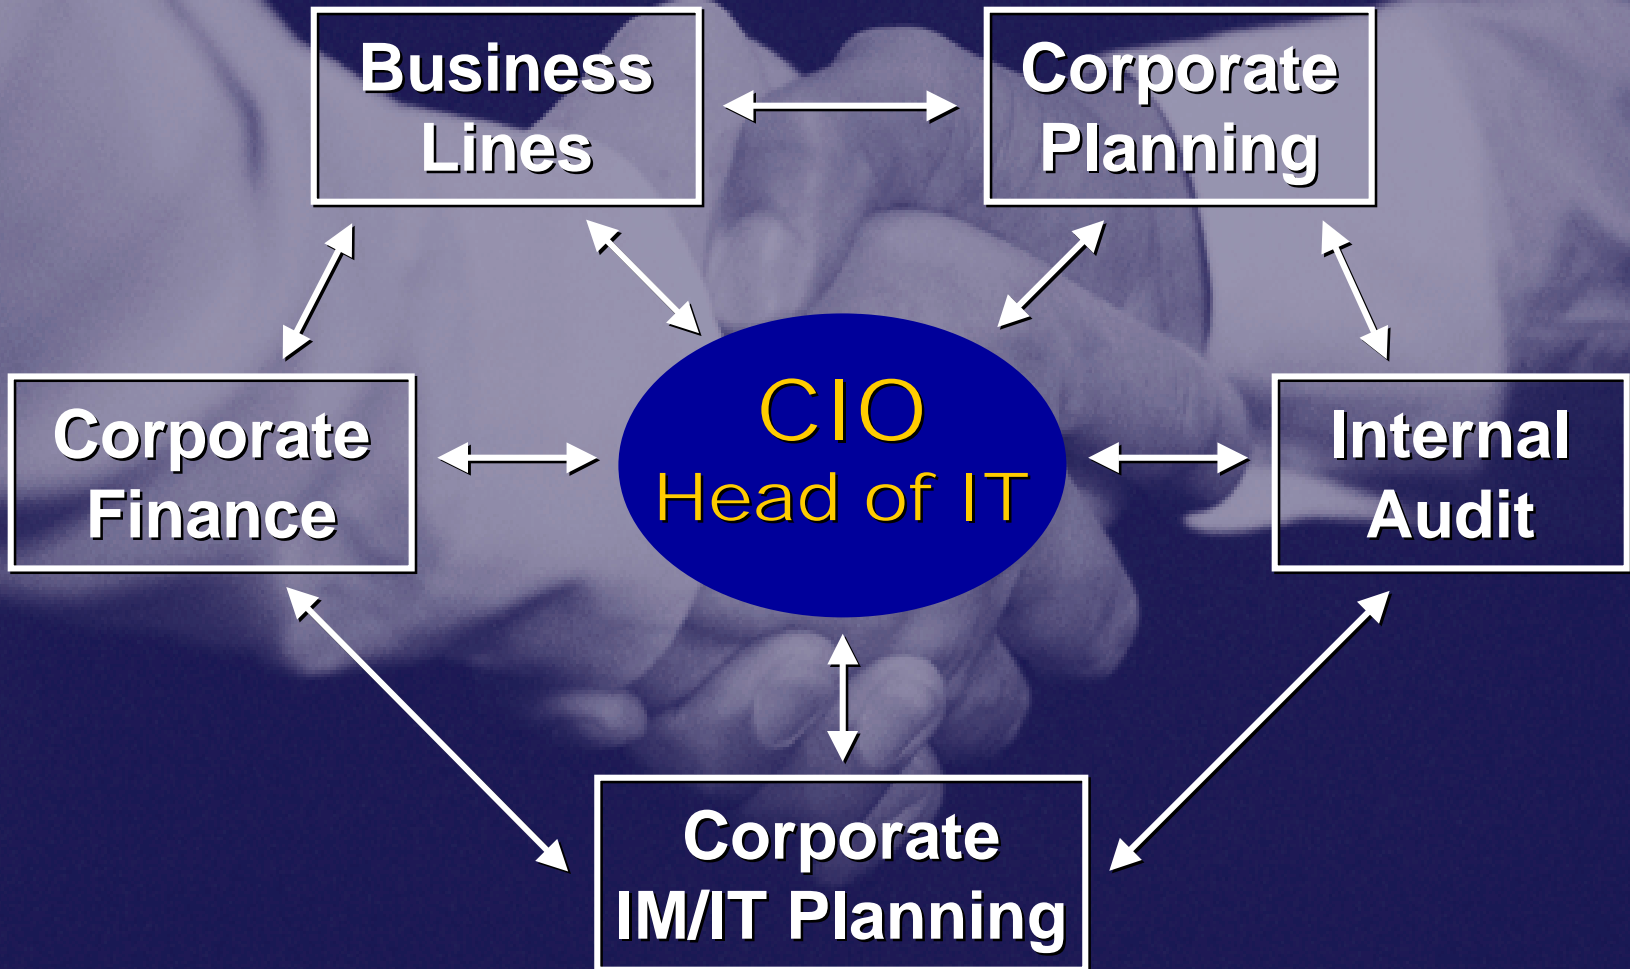 Business
Lines
Corporate
Planning
CIO
Head of IT
Corporate
Finance
Internal
Audit
Corporate
IM/IT Planning